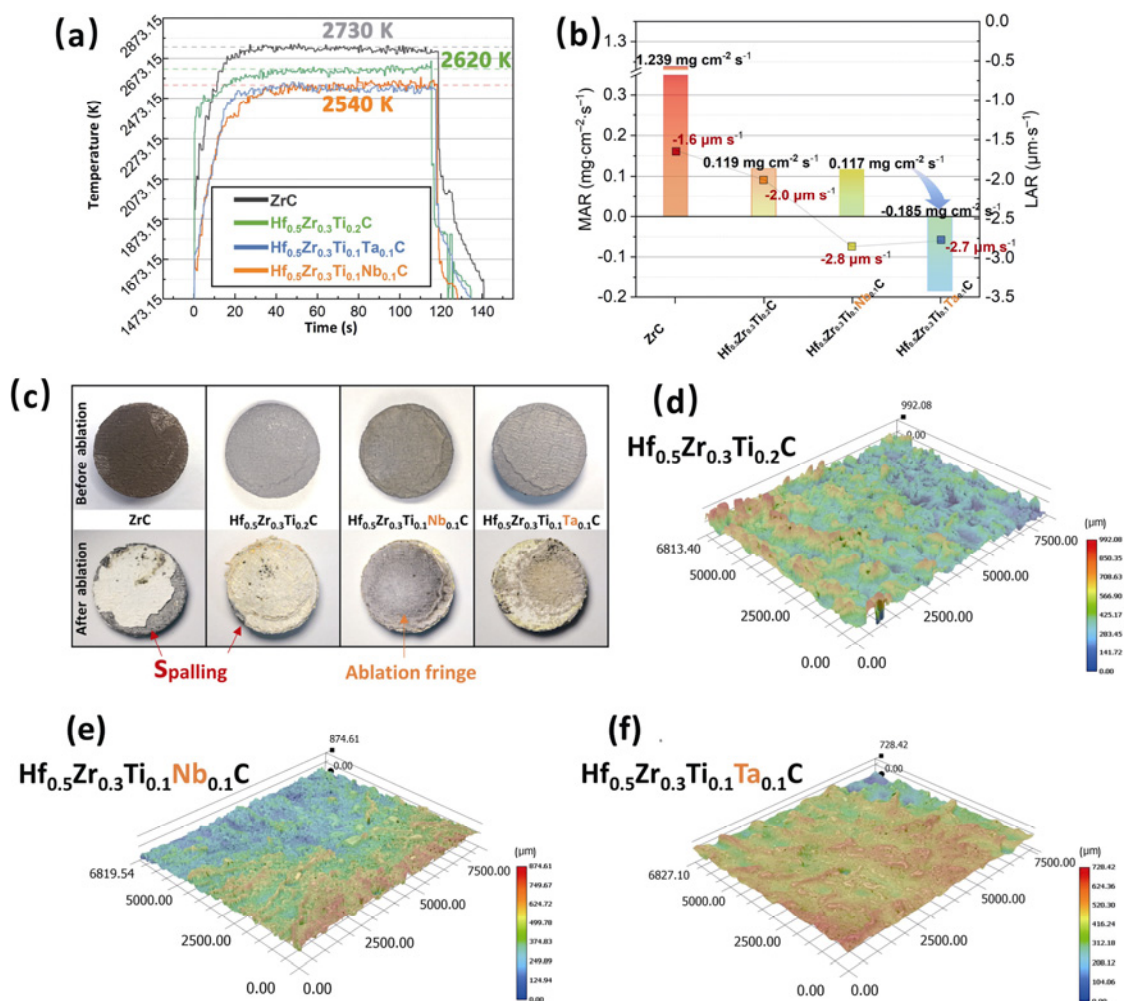 (a)
2873.15
2673.15
2473.15
2273.15
2073.15
1873.15
1673.15
1473.15
Temperature (K)
2730 K
2620 K
2540 K
ZrC
Hf0.5Zr0.3Ti0.2C
Hf0.5Zr0.3Ti0.1Ta0.1C
Hf0.5Zr0.3Ti0.1Nb0.1C
0 20 40 60 80 100 120 140
Time (s)
(b)
1.3
0.3
0.2
0.1
0.0
-0.1
-0.2
MAR (mg·cm-2·s-1)
1.239 mg cm-2 s-1
-1.6 μm s-1
0.119 mg cm-2 s-1
0.117 mg cm-2 s-1
-2.0 μm s-1
-0.185 mg cm-2 s-1
-2.8 μm s-1
-2.7 μm s-1
0.0
-0.5
-1.0
-1.5
-2.0
-2.5
-3.0
-3.5
LAR (μm·s-1)
ZrC
Hf0.5Zr0.3Ti0.2C
Hf0.5Zr0.3Ti0.1Nb0.1C
Hf0.5Zr0.3Ti0.1Ta0.1C
(c)
Before ablation
ZrC
Hf0.5Zr0.3Ti0.2C
Hf0.5Zr0.3Ti0.1Nb0.1C
Hf0.5Zr0.3Ti0.1Ta0.1C
After ablation
Spalling
Ablation fringe
(d)
Hf0.5Zr0.3Ti0.2C
992.08
0.00
6813.40
5000.00
2500.00
0.00
0.00
2500.00
5000.00
7500.00
(μm)
992.08
850.35
708.63
566.90
425.17
283.45
141.72
0.00
(e)
Hf0.5Zr0.3Ti0.1Nb0.1C
874.61
0.00
6819.54
5000.00
2500.00
0.00
0.00
2500.00
5000.00
7500.00
(μm)
874.61
749.67
624.72
499.78
374.83
249.89
124.94
0.00
(f)
Hf0.5Zr0.3Ti0.1Ta0.1C
728.42
0.00
6827.10
5000.00
2500.00
0.00
0.00
2500.00
5000.00
7500.00
(μm)
728.42
624.36
520.30
416.24
312.18
208.12
104.06
0.00